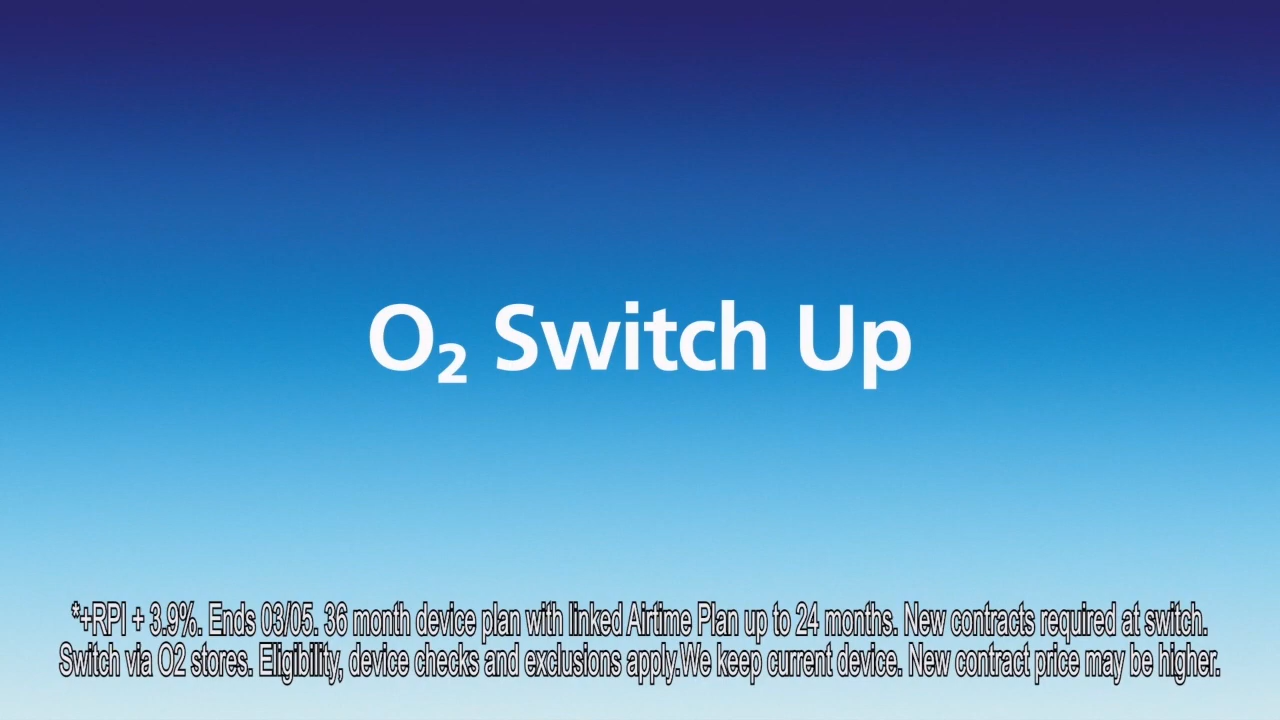 O₂ Switch Up
*+RPI + 3.9%. Ends 03/05. 36 month device plan with linked Airtime Plan up to 24 months. New contracts required at switch.
Switch via O2 stores. Eligibility, device checks and exclusions apply.We keep current device. New contract price may be higher.